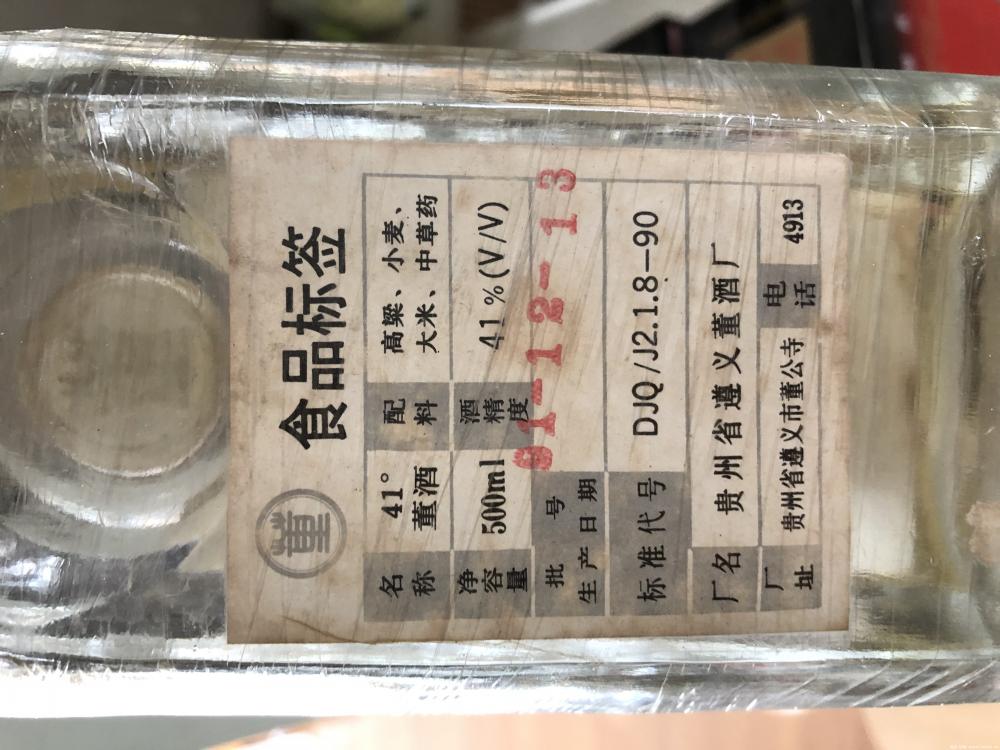 董
食品标签
名称
41°
董酒
配料
高粱、小麦、
大米、中草药
净容量
500ml
酒精度
41%(V/V)
批号
生产日期
91-12-13
标准代号
DJQ/J2.1.8-90
厂名
贵州省遵义董酒厂
厂址
贵州省遵义市董公寺
电话
4913